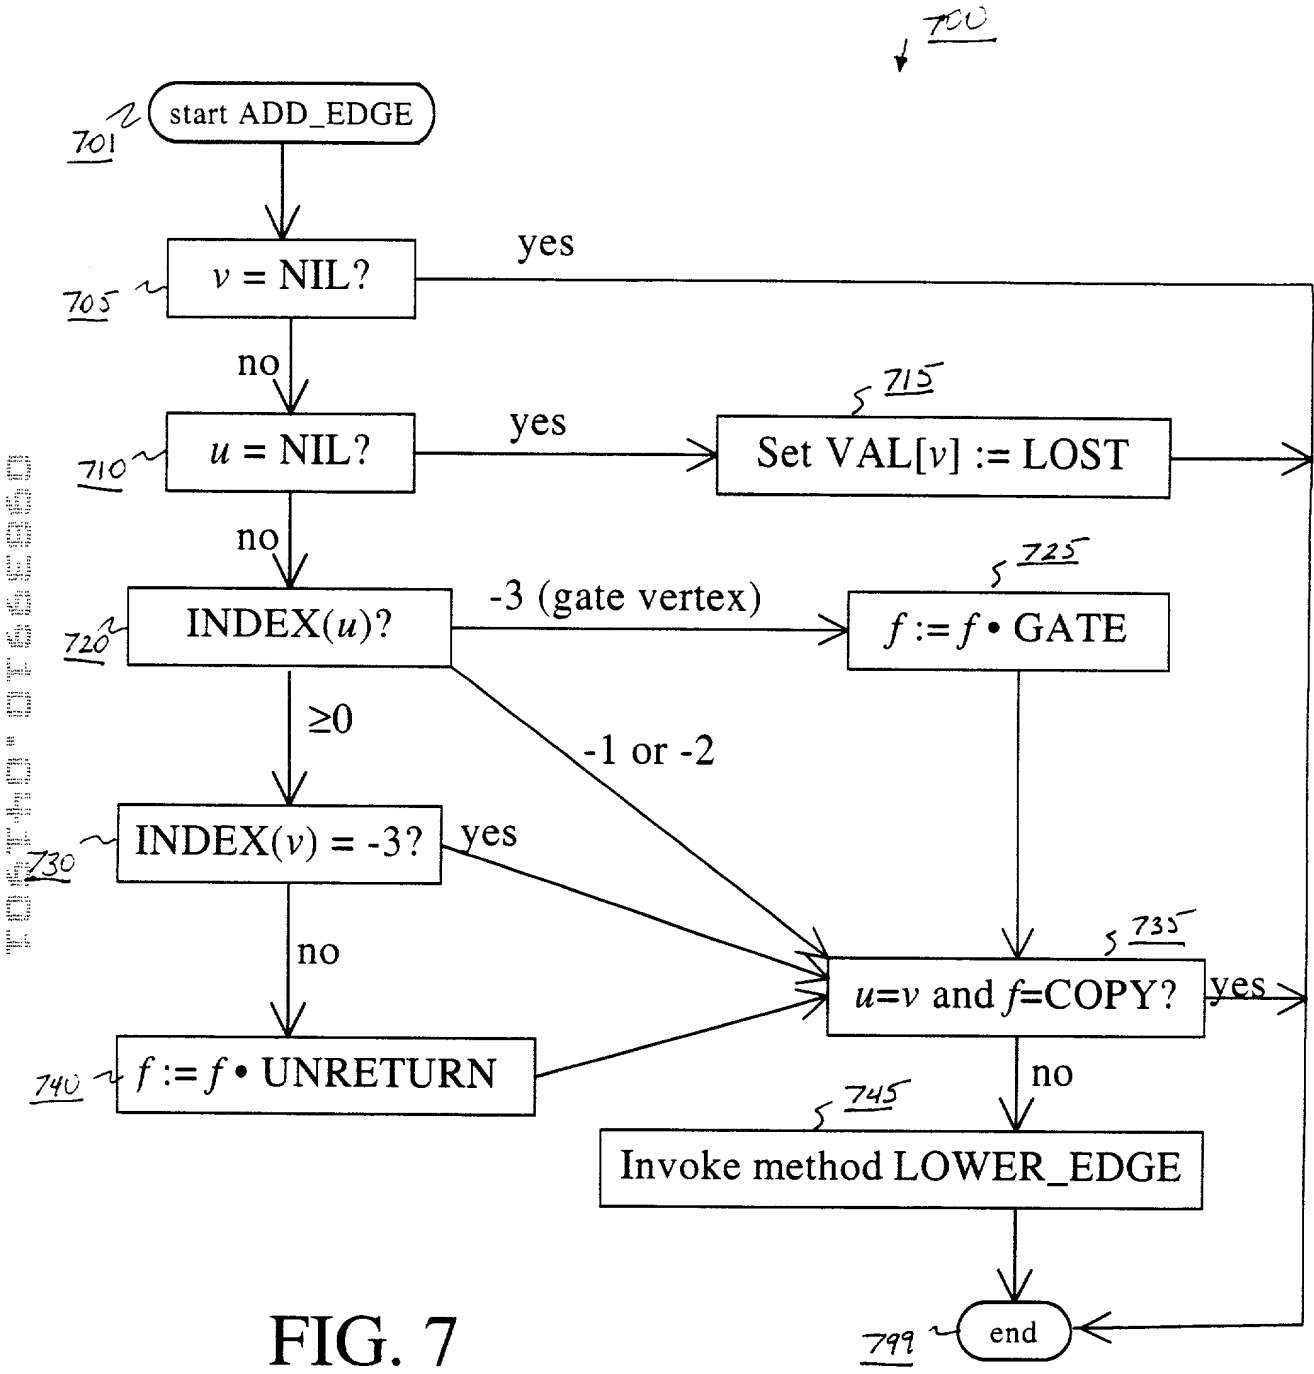 700
start ADD_EDGE
701
yes
v = NIL?
705
no
715
yes
u = NIL?
Set VAL[v] := LOST
710
no
725
-3 (gate vertex)
INDEX(u)?
f := f • GATE
720
≥0
-1 or -2
INDEX(v) = -3?
yes
730
735
no
u=v and f=COPY?
yes
f := f • UNRETURN
740
no
745
Invoke method LOWER_EDGE
FIG. 7
799
end